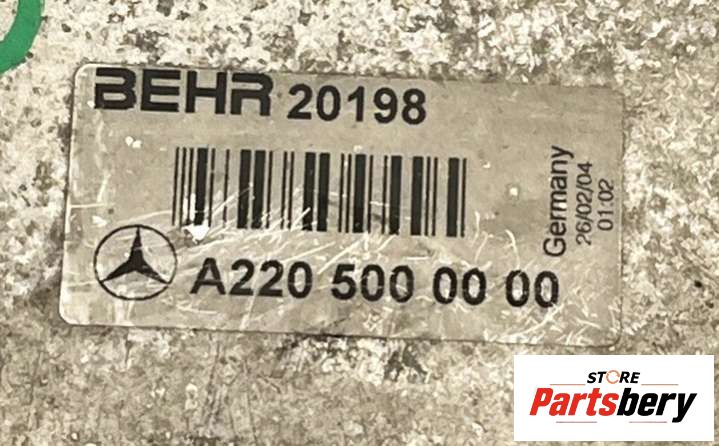 BEHR 20198
Germany
26/02/04
01:02
A220 500 00 00
STORE
Partsbery